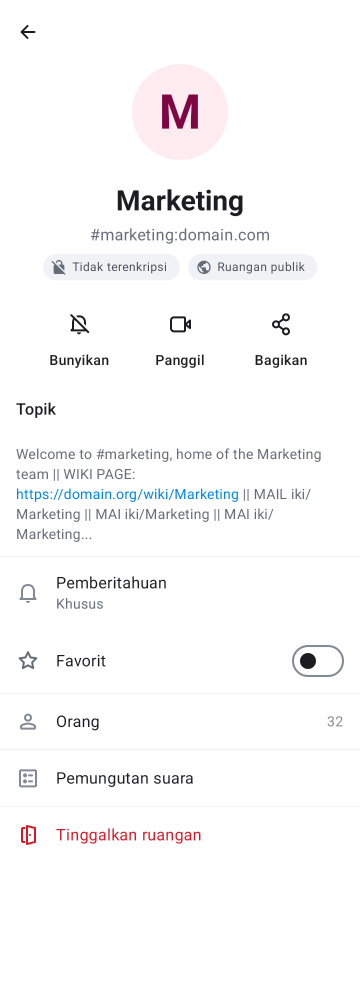 M
Marketing
#marketing:domain.com
Tidak terenkripsi
Ruangan publik
Bunyikan
Panggil
Bagikan
Topik
Welcome to #marketing, home of the Marketing
team || WIKI PAGE:
https://domain.org/wiki/Marketing || MAIL iki/
Marketing || MAI iki/Marketing || MAI iki/
Marketing...
Pemberitahuan
Khusus
Favorit
Orang
32
Pemungutan suara
Tinggalkan ruangan